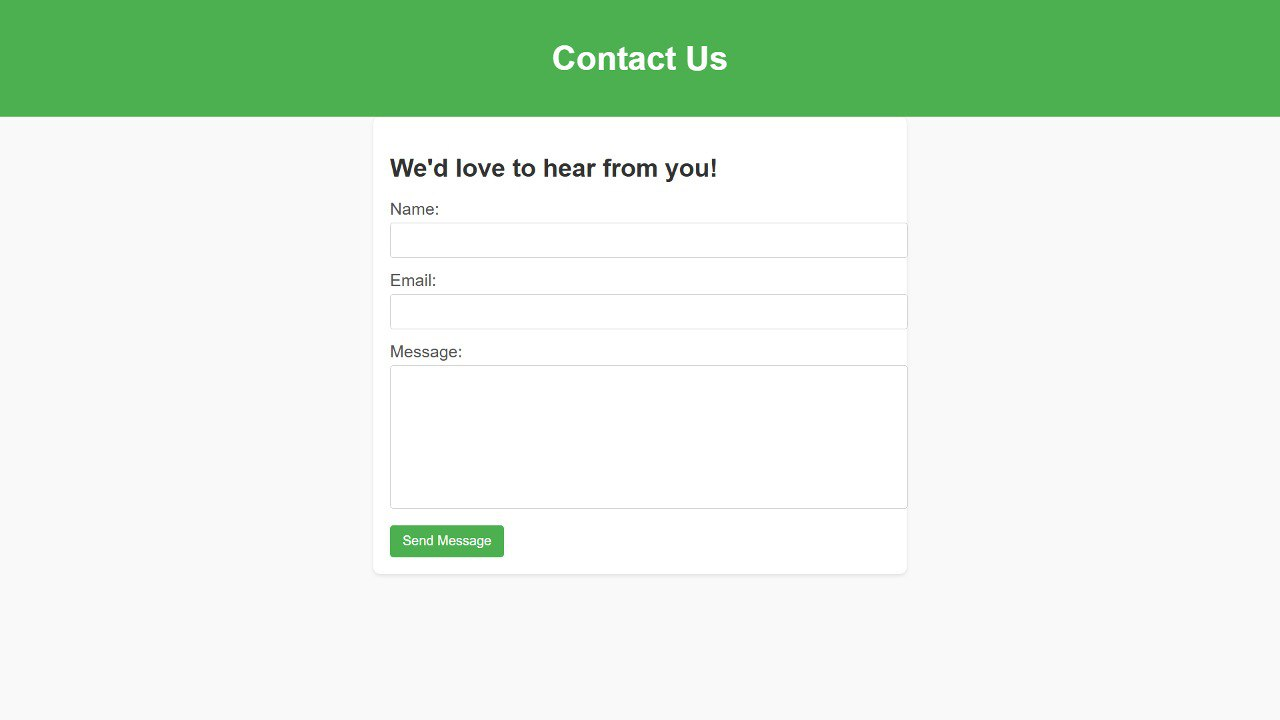 Contact Us
We'd love to hear from you!
Name:
Email:
Message:
Send Message